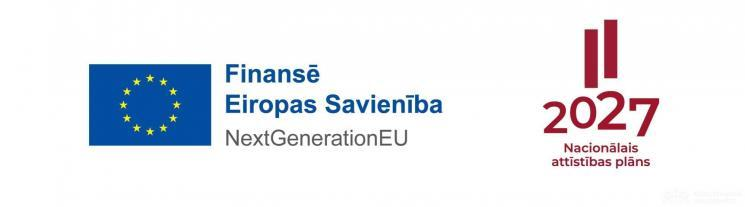 Finansē
Eiropas Savienība
NextGenerationEU
2027
Nacionālais
attīstības plāns